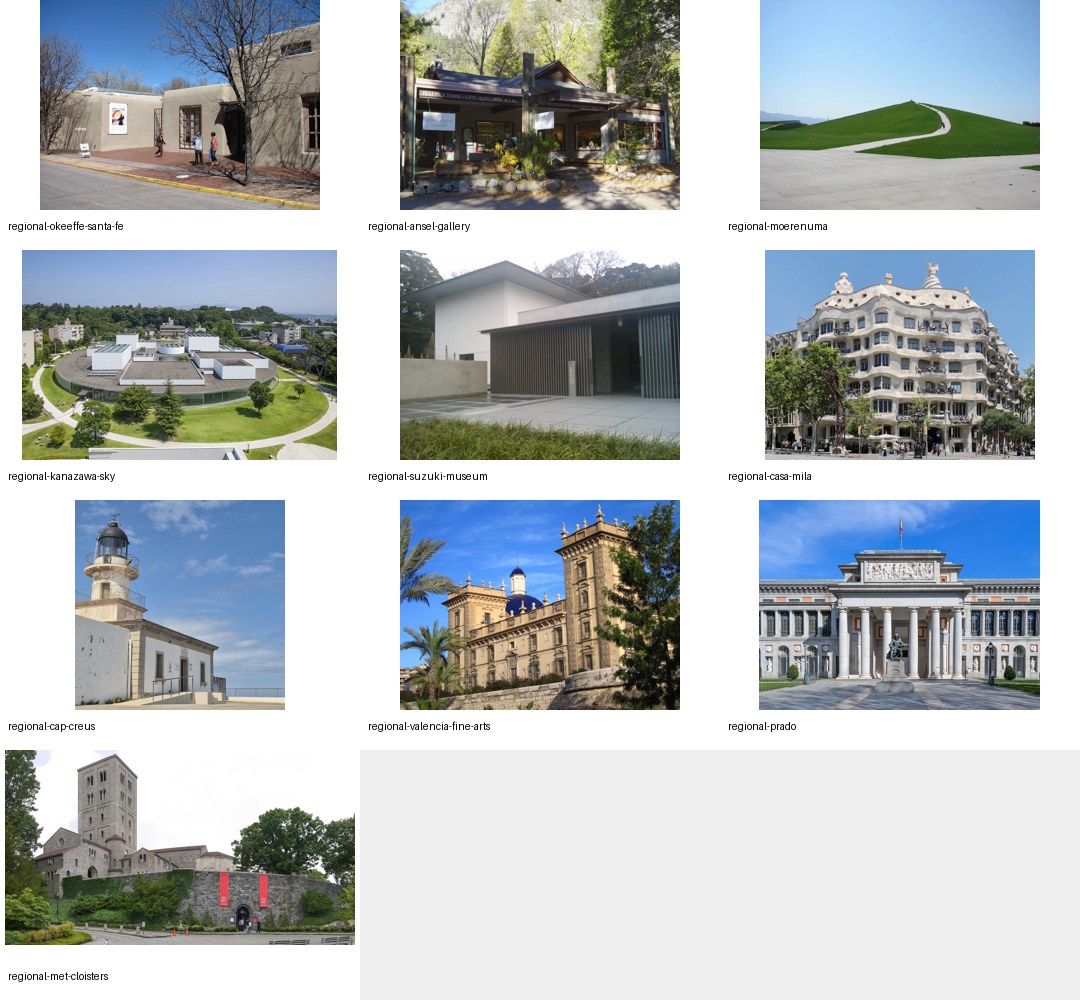 regional-okeeffe-santa-fe
regional-ansel-gallery
regional-moerenuma
regional-kanazawa-sky
regional-suzuki-museum
regional-casa-mila
regional-cap-creus
regional-valencia-fine-arts
regional-prado
regional-met-cloisters